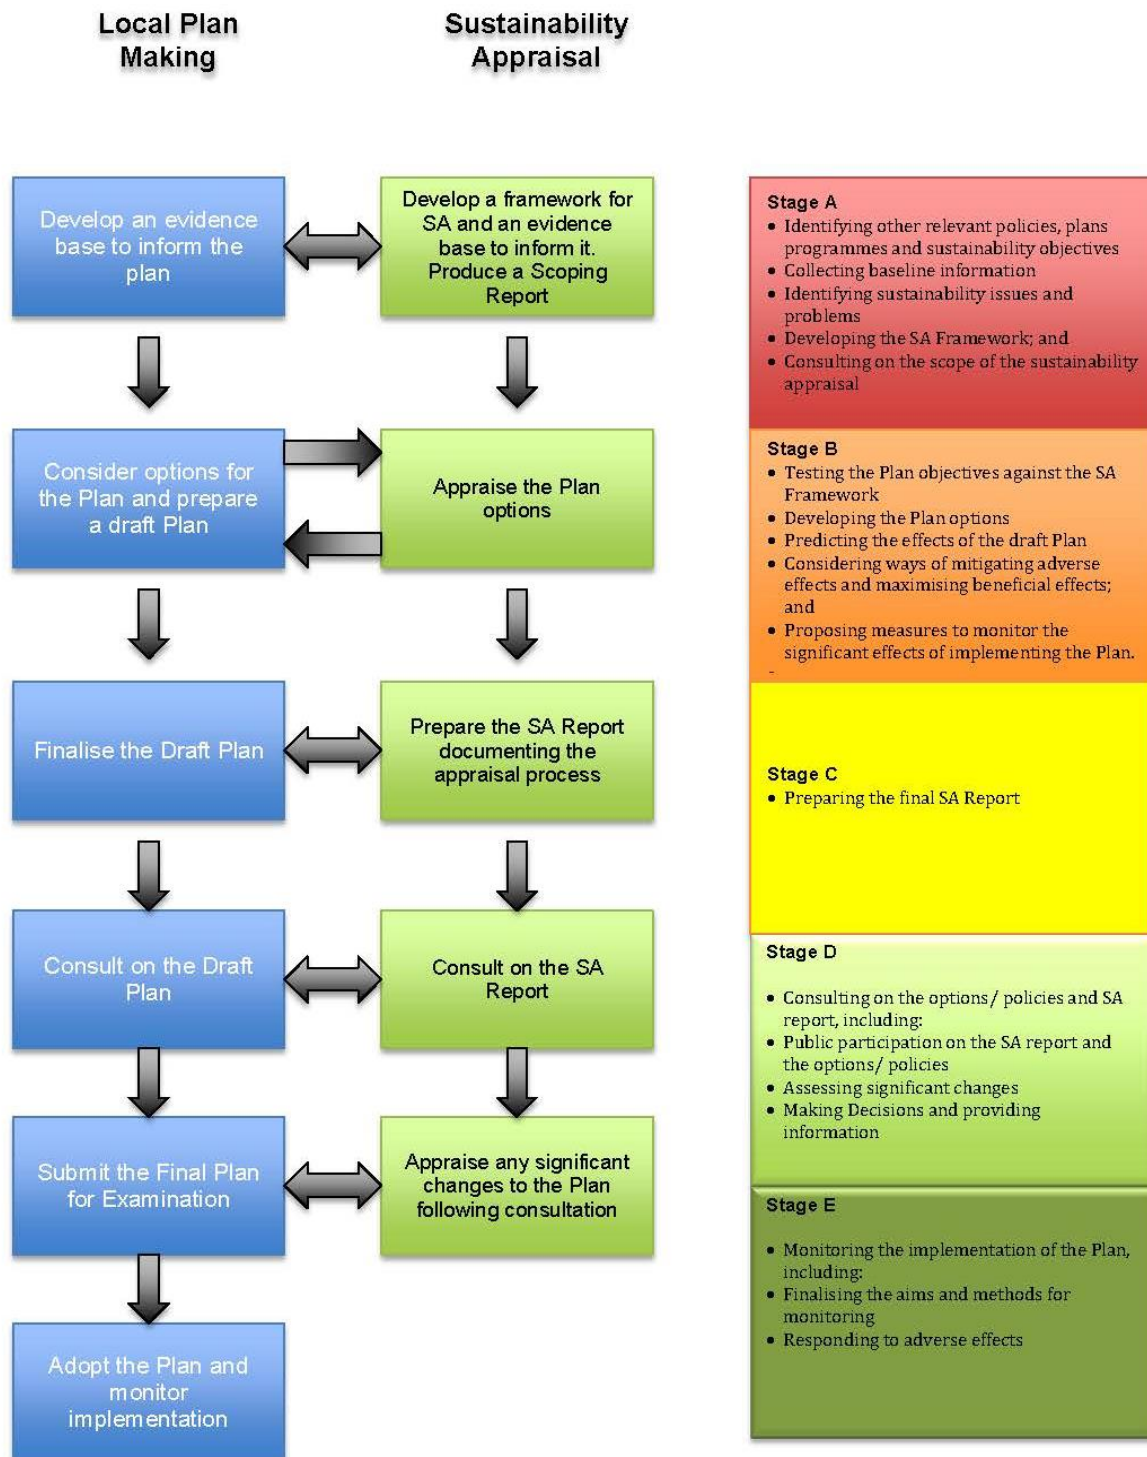 Local Plan
Making
Sustainability
Appraisal
Develop an evidence
base to inform the
plan
Develop a framework for
SA and an evidence
base to inform it.
Produce a Scoping
Report
Stage A
• Identifying other relevant policies, plans
programmes and sustainability objectives
• Collecting baseline information
• Identifying sustainability issues and
problems
• Developing the SA Framework; and
• Consulting on the scope of the sustainability
appraisal
Consider options for
the Plan and prepare
a draft Plan
Appraise the Plan
options
Stage B
• Testing the Plan objectives against the SA
Framework
• Developing the Plan options
• Predicting the effects of the draft Plan
• Considering ways of mitigating adverse
effects and maximising beneficial effects;
and
• Proposing measures to monitor the
significant effects of implementing the Plan.
-
Finalise the Draft Plan
Prepare the SA Report
documenting the
appraisal process
Stage C
• Preparing the final SA Report
Consult on the Draft
Plan
Consult on the SA
Report
Stage D
• Consulting on the options/ policies and SA
report, including:
• Public participation on the SA report and
the options/ policies
• Assessing significant changes
• Making Decisions and providing
information
Submit the Final Plan
for Examination
Appraise any significant
changes to the Plan
following consultation
Stage E
• Monitoring the implementation of the Plan,
including:
• Finalising the aims and methods for
monitoring
• Responding to adverse effects
Adopt the Plan and
monitor
implementation